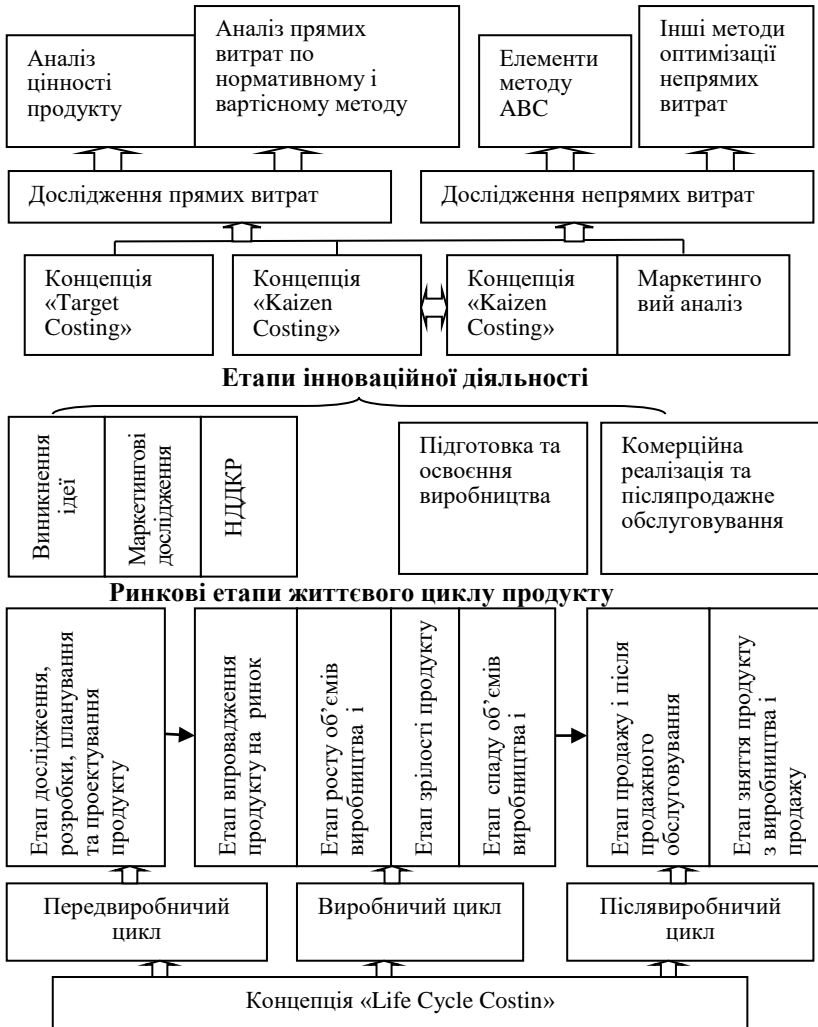 Аналіз
цінності
продукту
Аналіз прямих
витрат по
нормативному і
вартісному методу
Елементи
методу
АВС
Інші методи
оптимізації
непрямих
витрат
Дослідження прямих витрат
Дослідження непрямих витрат
Концепція
«Target
Costing»
Концепція
«Kaizen
Costing»
Концепція
«Kaizen
Costing»
Маркетинго
вий аналіз
Етапи інноваційної діяльності
Виникнення
ідеї
Маркетингові
дослідження
НДДКР
Підготовка та
освоєння
виробництва
Комерційна
реалізація та
післяпродажне
обслуговування
Ринкові етапи життєвого циклу продукту
Етап дослідження,
розробки, планування
та проектування
продукту
Етап впровадження
продукту на ринок
Етап росту об’ємів
виробництва і
Етап зрілості продукту
Етап спаду об’ємів
виробництва і
Етап продажу і після
продажного
обслуговування
Етап зняття продукту
з виробництва і
продажу
Передвиробничий
цикл
Виробничий цикл
Післявиробничий
цикл
Концепція «Life Cycle Costin»